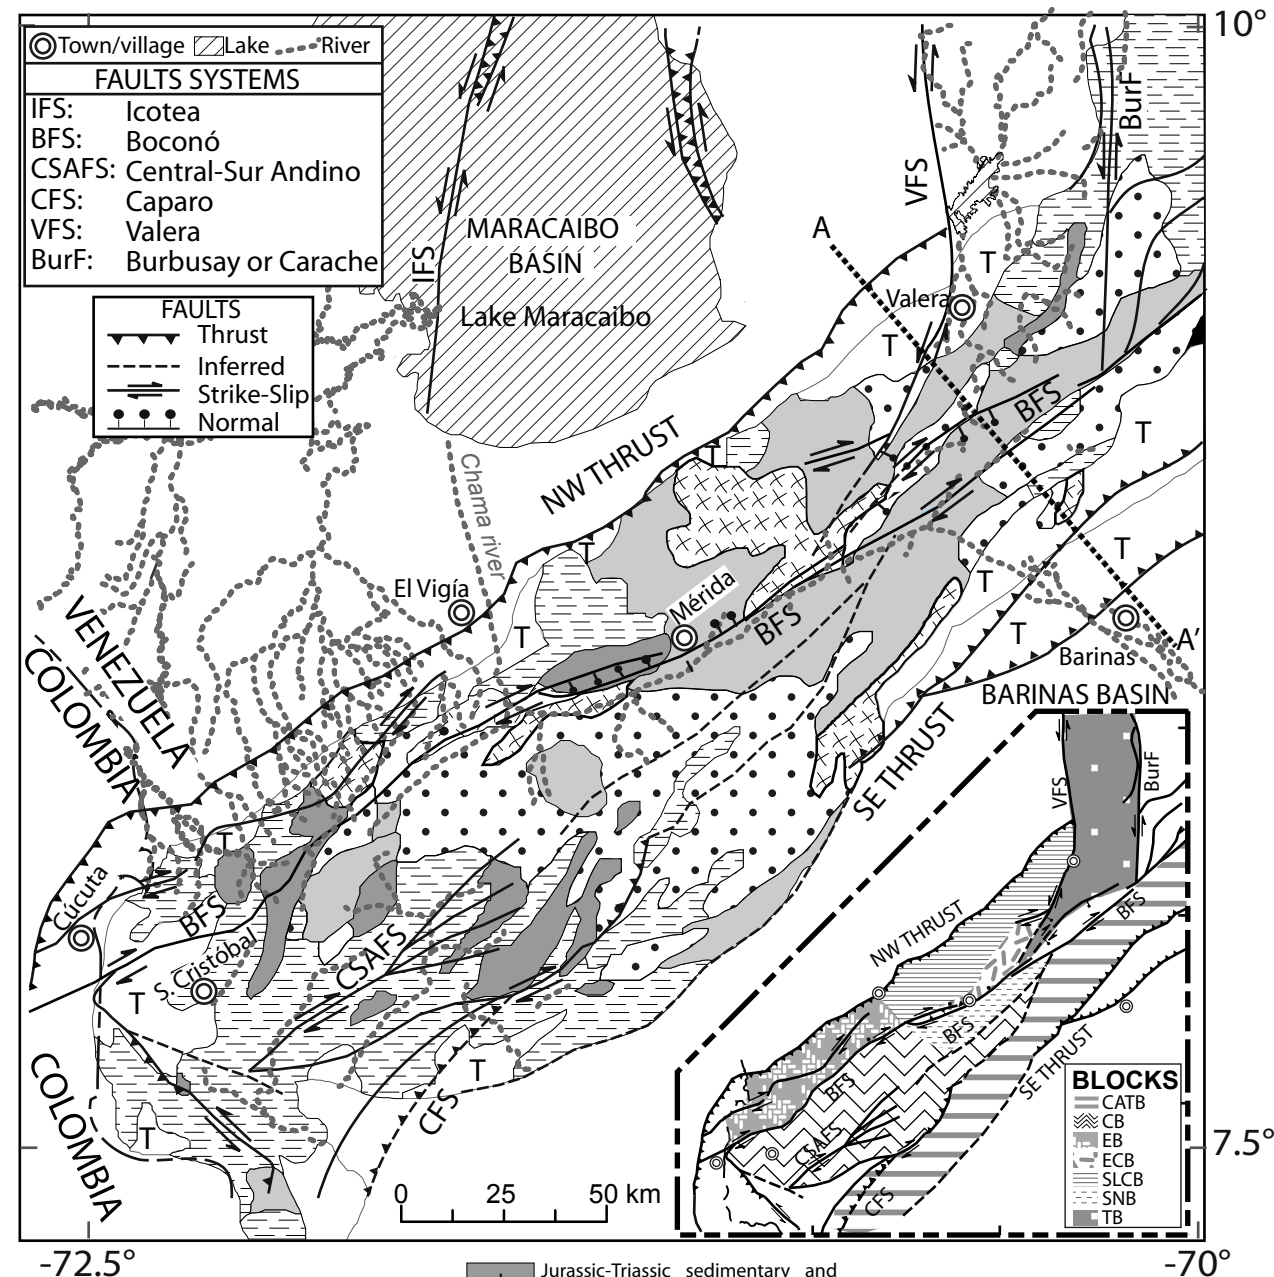 10°
Town/village Lake River
FAULTS SYSTEMS
IFS: Icotea
BFS: Boconó
CSAFS: Central-Sur Andino
CFS: Caparo
VFS: Valera
BurF: Burbusay or Carache
FAULTS
Thrust
Inferred
Strike-Slip
Normal
IFS
MARACAIBO
BASIN
Lake Maracaibo
VFS
BurF
A
T
Valera
T
BFS
T
NW THRUST
T
Chama river
T
T
T
El Vigía
Mérida
BFS
T
T
Barinas
A'
BARINAS BASIN
VENEZUELA
COLOMBIA
SE THRUST
T
Cúcuta
BFS
S. Cristóbal
CSAFS
T
T
CFS
T
COLOMBIA
0 25 50 km
VFS
BurF
NW THRUST
BFS
BFS
BFS
SE THRUST
CSAFS
CFS
BLOCKS
CATB
CB
EB
ECB
SLCB
SNB
TB
7.5°
-72.5°
-70°
Jurassic-Triassic sedimentary and